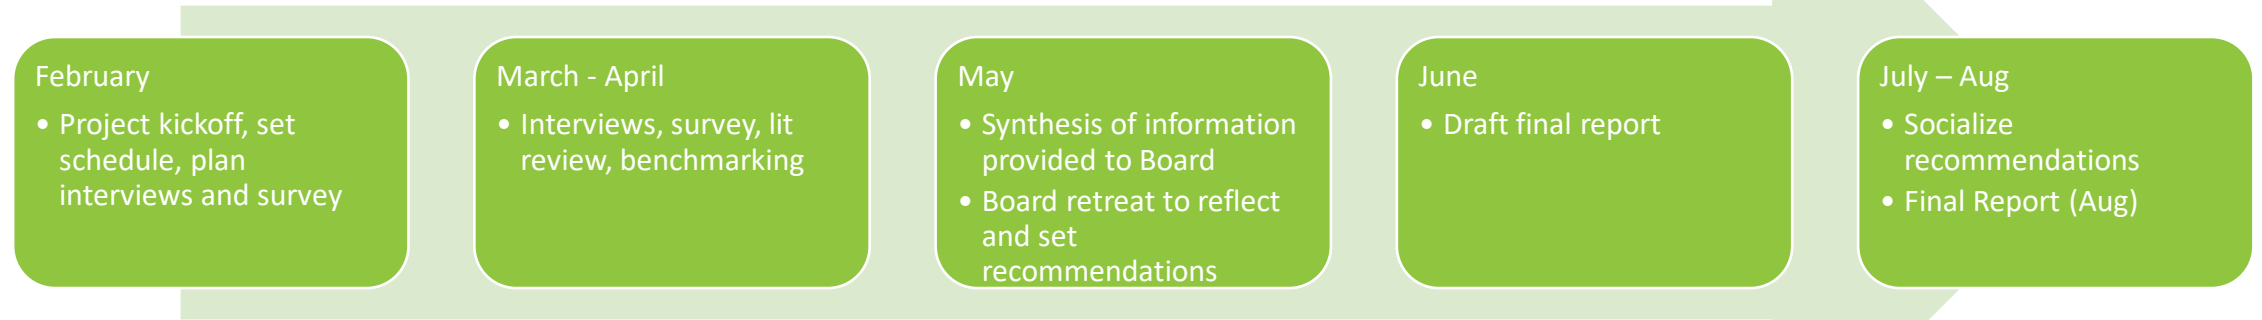 February
• Project kickoff, set
schedule, plan
interviews and survey
March - April
• Interviews, survey, lit
review, benchmarking
May
• Synthesis of information
provided to Board
• Board retreat to reflect
and set
recommendations
June
• Draft final report
July – Aug
• Socialize
recommendations
• Final Report (Aug)